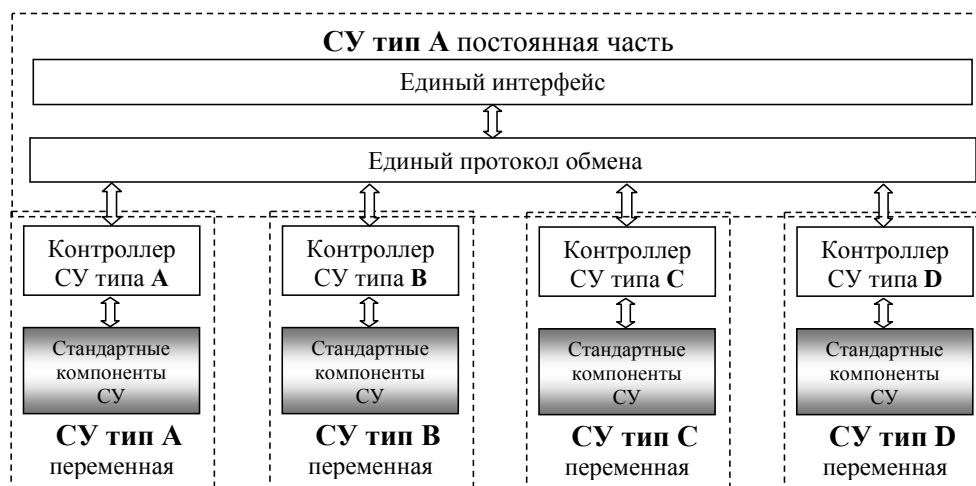 СУ тип А постоянная часть
Единый интерфейс
Единый протокол обмена
Контроллер
СУ типа А
Контроллер
СУ типа В
Контроллер
СУ типа С
Контроллер
СУ типа D
Стандартные
компоненты
СУ
Стандартные
компоненты
СУ
Стандартные
компоненты
СУ
Стандартные
компоненты
СУ
СУ тип А
переменная
СУ тип В
переменная
СУ тип С
переменная
СУ тип D
переменная